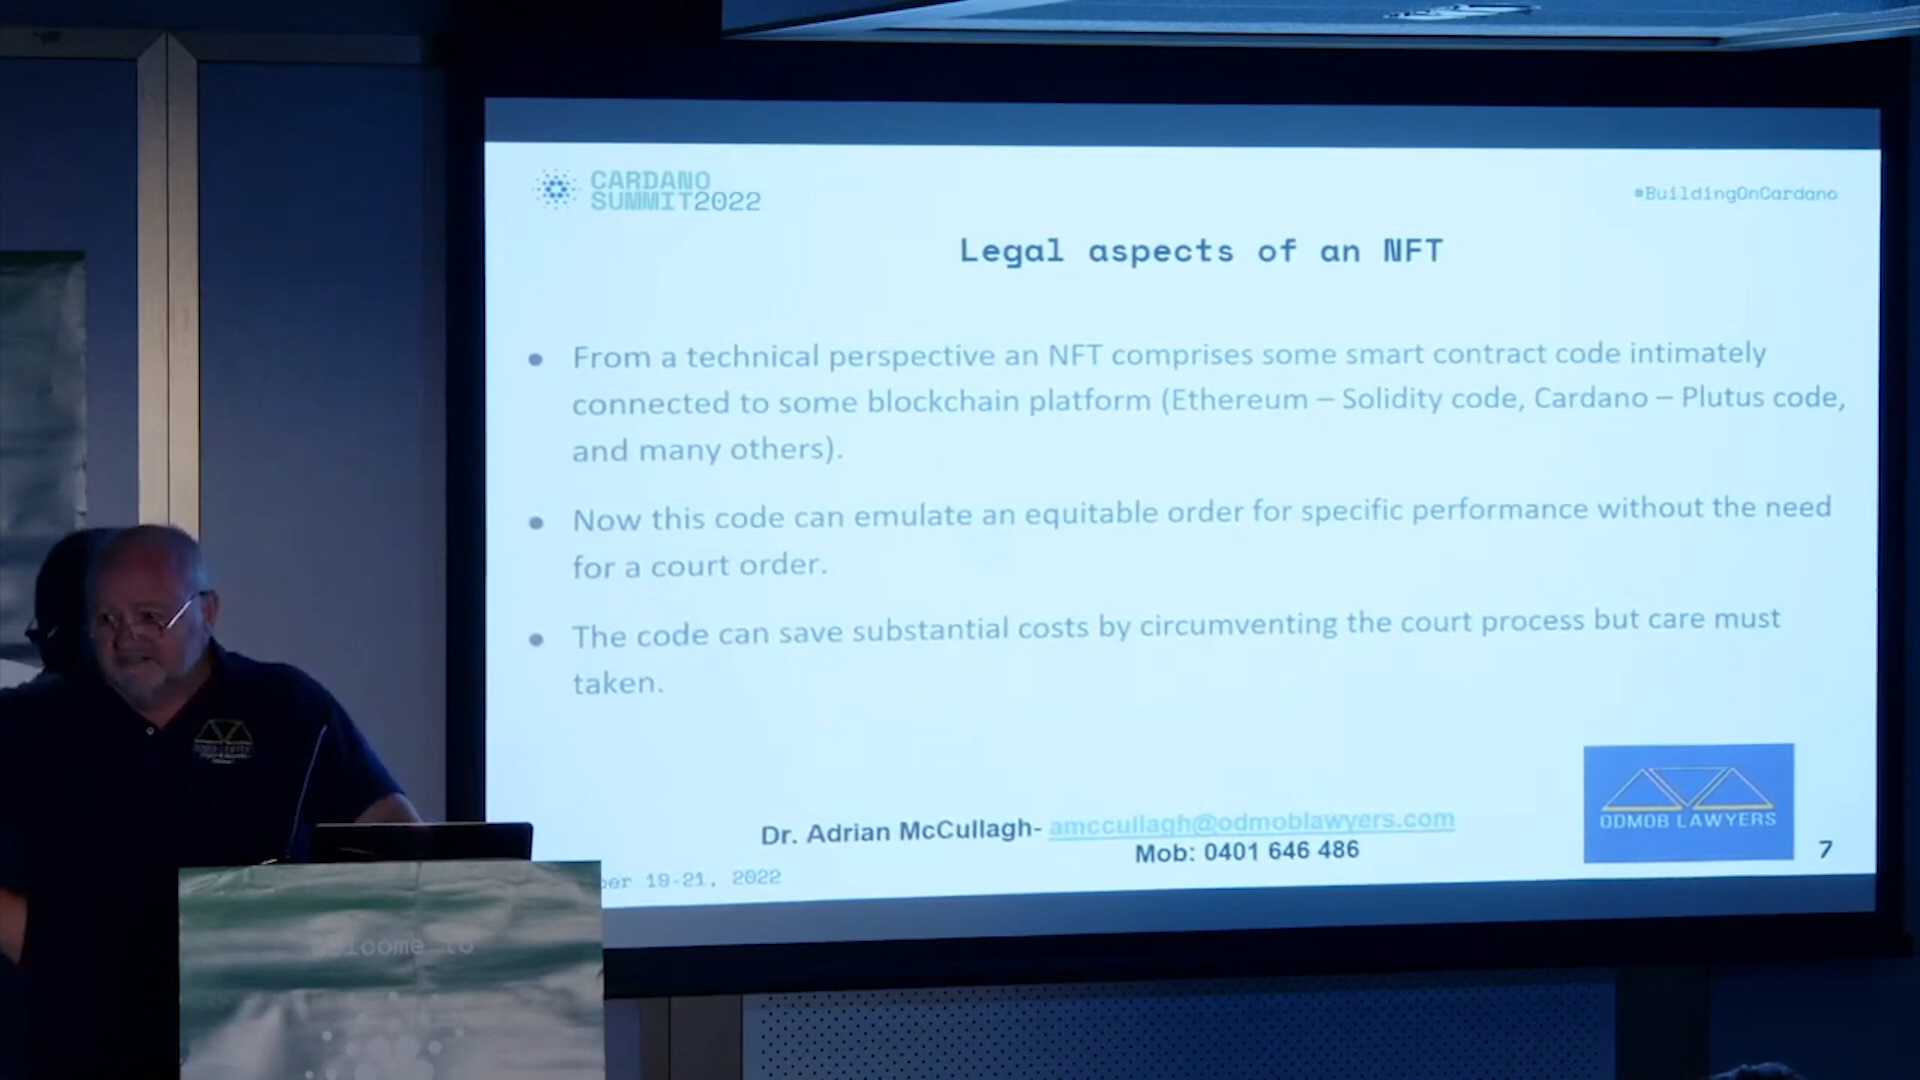 CARDANO
SUMMIT2022
#BuildingOnCardano
Legal aspects of an NFT
• From a technical perspective an NFT comprises some smart contract code intimately
connected to some blockchain platform (Ethereum – Solidity code, Cardano – Plutus code,
and many others).
• Now this code can emulate an equitable order for specific performance without the need
for a court order.
• The code can save substantial costs by circumventing the court process but care must
taken.
ODMOB LAWYERS
Dr. Adrian McCullagh- amccullagh@odmoblawyers.com
Mob: 0401 646 486
7
19-21, 2022
to